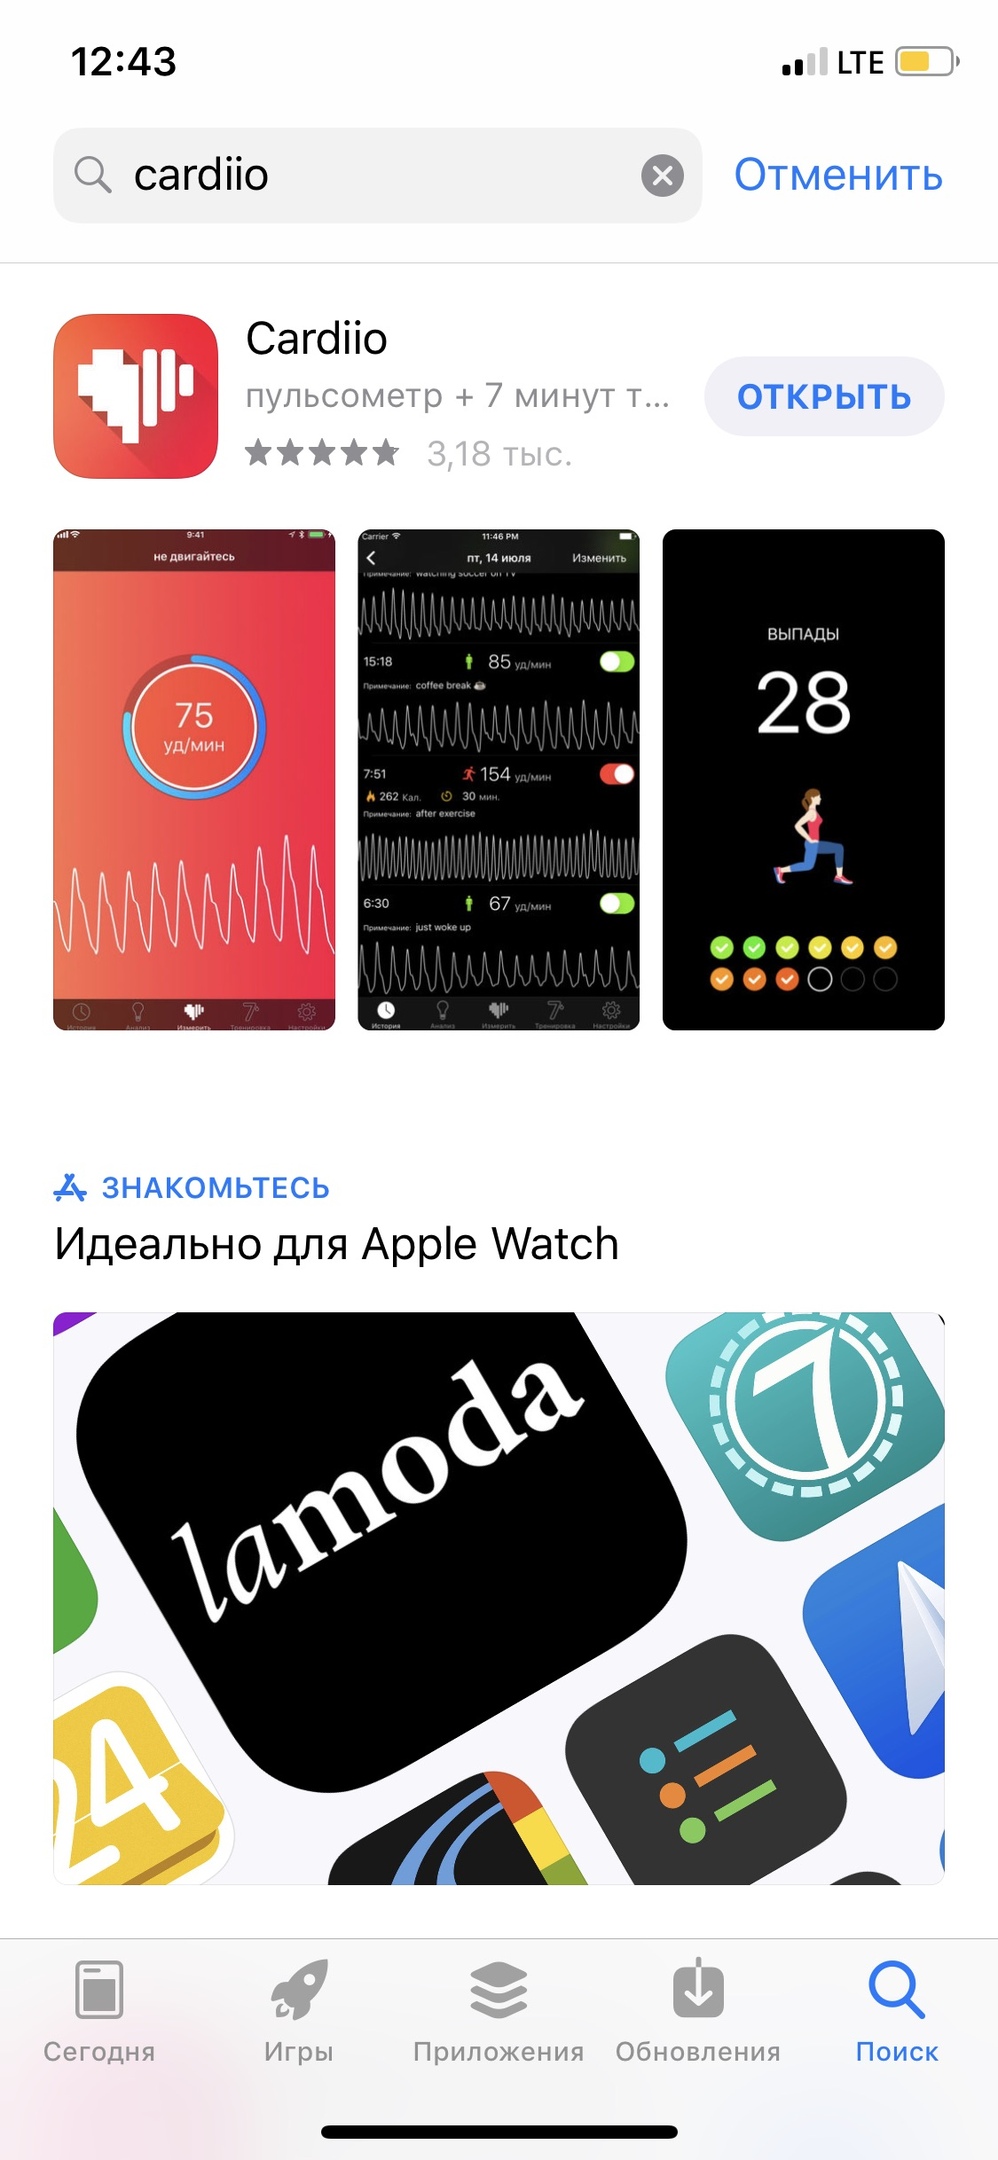 12:43
LTE
cardiio
Отменить
Cardiio
пульсометр + 7 минут т...
ОТКРЫТЬ
3,18 тыс.
9:41
не двигайтесь
75
уд/мин
История
Анализ
Измерить
Тренировка
Настройки
Carrier
11:46 PM
пт, 14 июля
Изменить
Примечание: watching soccer on TV
15:18
85 уд/мин
Примечание: coffee break ☕
7:51
154 уд/мин
262 Кал.
30 мин.
Примечание: after exercise
6:30
67 уд/мин
Примечание: just woke up
История
Анализ
Измерить
Тренировка
Настройки
ВЫПАДЫ
28
ЗНАКОМЬТЕСЬ
Идеально для Apple Watch
lamoda
7
24
Сегодня
Игры
Приложения
Обновления
Поиск